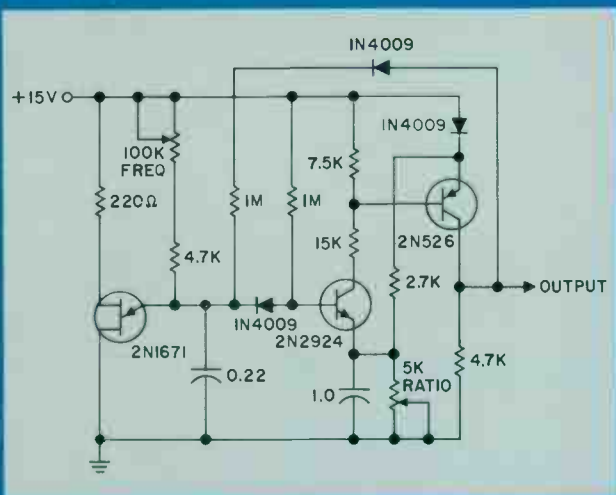 1N4009
+15V
1N4009
100K
FREQ
7.5K
220Ω
1M
1M
2N526
4.7K
15K
2.7K
OUTPUT
1N4009
2N2924
2N1671
5K
RATIO
4.7K
0.22
1.0